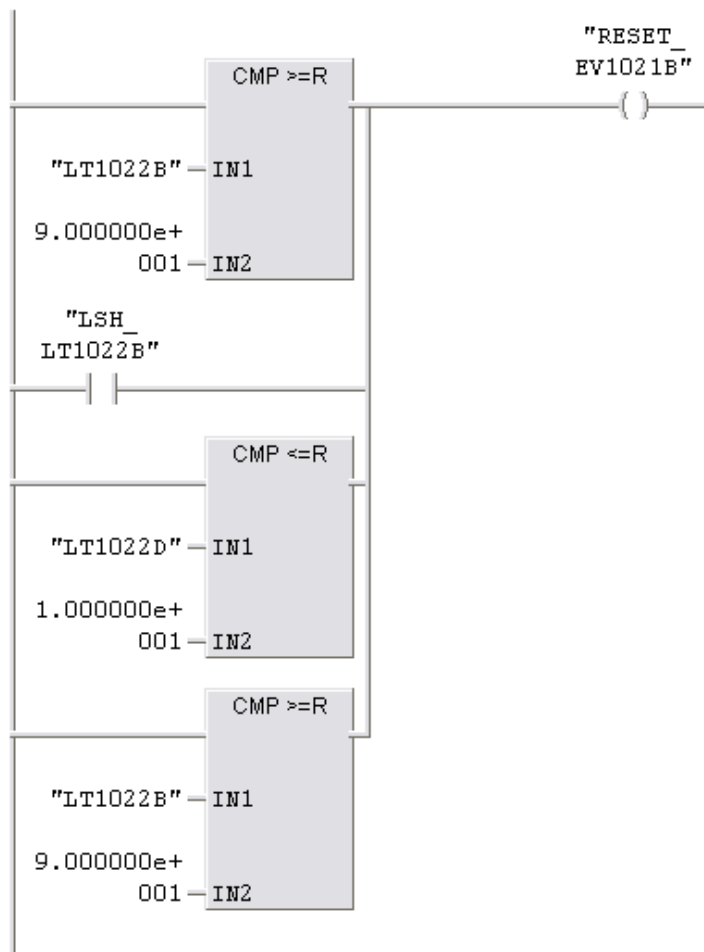 "RESET_
EV1021B"
CMP >=R
"LT1022B"
IN1
9.000000e+
001
IN2
"LSH_
LT1022B"
CMP <=R
"LT1022D"
IN1
1.000000e+
001
IN2
CMP >=R
"LT1022B"
IN1
9.000000e+
001
IN2